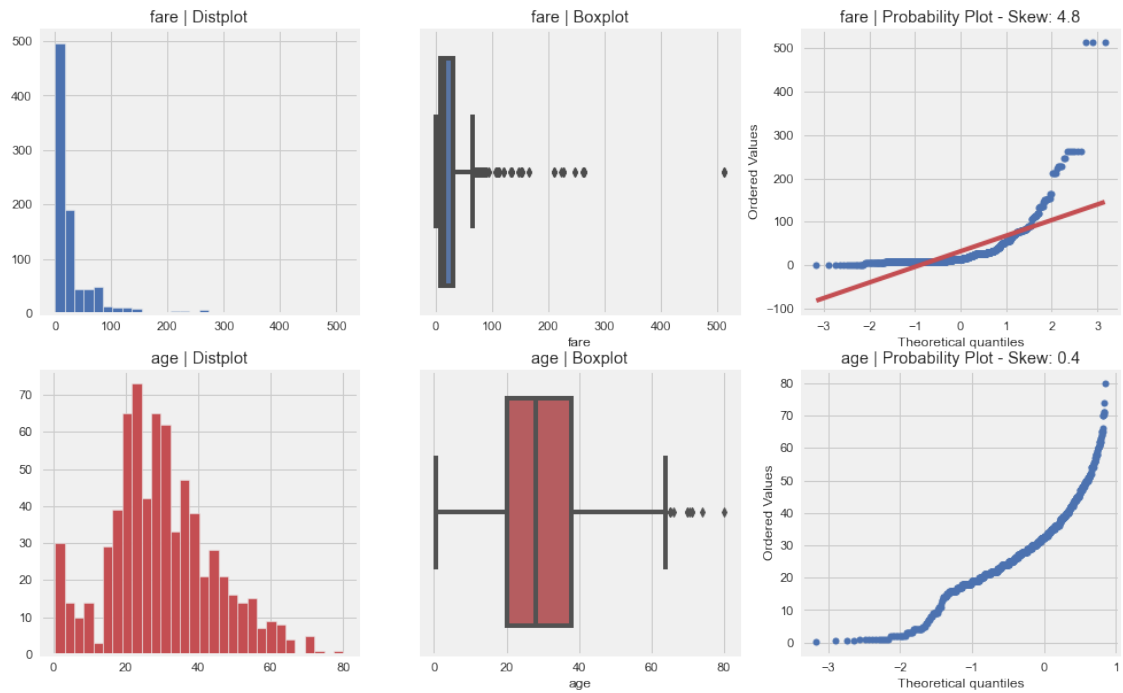 fare | Distplot
500
400
300
200
100
0
0 100 200 300 400 500
fare | Boxplot
0 100 200 300 400 500
fare
fare | Probability Plot - Skew: 4.8
Ordered Values
500
400
300
200
100
0
−100
−3 −2 −1 0 1 2 3
Theoretical quantiles
age | Distplot
70
60
50
40
30
20
10
0
0 20 40 60 80
age | Boxplot
0 20 40 60 80
age
age | Probability Plot - Skew: 0.4
Ordered Values
80
70
60
50
40
30
20
10
0
−3 −2 −1 0 1
Theoretical quantiles